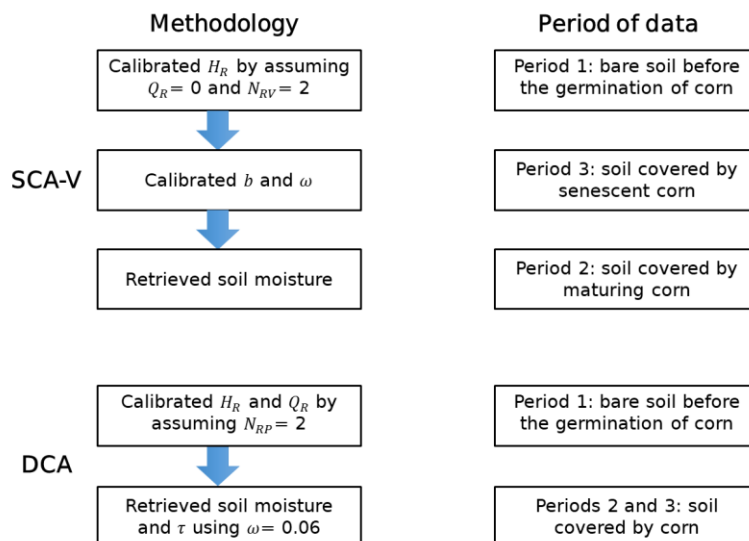 Methodology
Period of data
Calibrated H_R by assuming
Q_R = 0 and N_RV = 2
Period 1: bare soil before
the germination of corn
SCA-V
Calibrated b and ω
Period 3: soil covered by
senescent corn
Retrieved soil moisture
Period 2: soil covered by
maturing corn
DCA
Calibrated H_R and Q_R by
assuming N_RP = 2
Period 1: bare soil before
the germination of corn
Retrieved soil moisture
and τ using ω = 0.06
Periods 2 and 3: soil
covered by corn